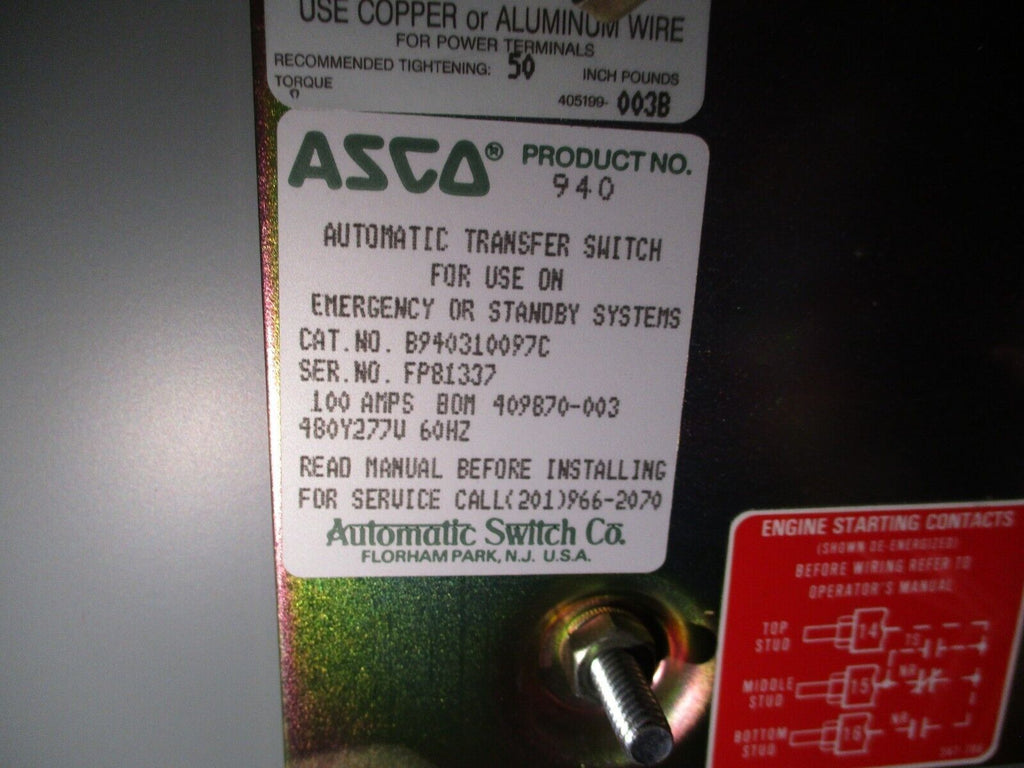 USE COPPER or ALUMINUM WIRE
FOR POWER TERMINALS
RECOMMENDED TIGHTENING: 50 INCH POUNDS
TORQUE
405199- 003B
ASCO® PRODUCT NO.
940
AUTOMATIC TRANSFER SWITCH
FOR USE ON
EMERGENCY OR STANDBY SYSTEMS
CAT.NO. B940310097C
SER.NO. FPB1337
100 AMPS BOM 409870-003
480Y277V 60HZ
READ MANUAL BEFORE INSTALLING
FOR SERVICE CALL(201)966-2070
Automatic Switch Co.
FLORHAM PARK, N.J. U.S.A.
ENGINE STARTING CONTACTS
(SHOWN DE-ENERGIZED)
BEFORE WIRING REFER TO
OPERATOR'S MANUAL
TOP
STUD
14
TS
MIDDLE
STUD
15
NR
BOTTOM
STUD
16
NR